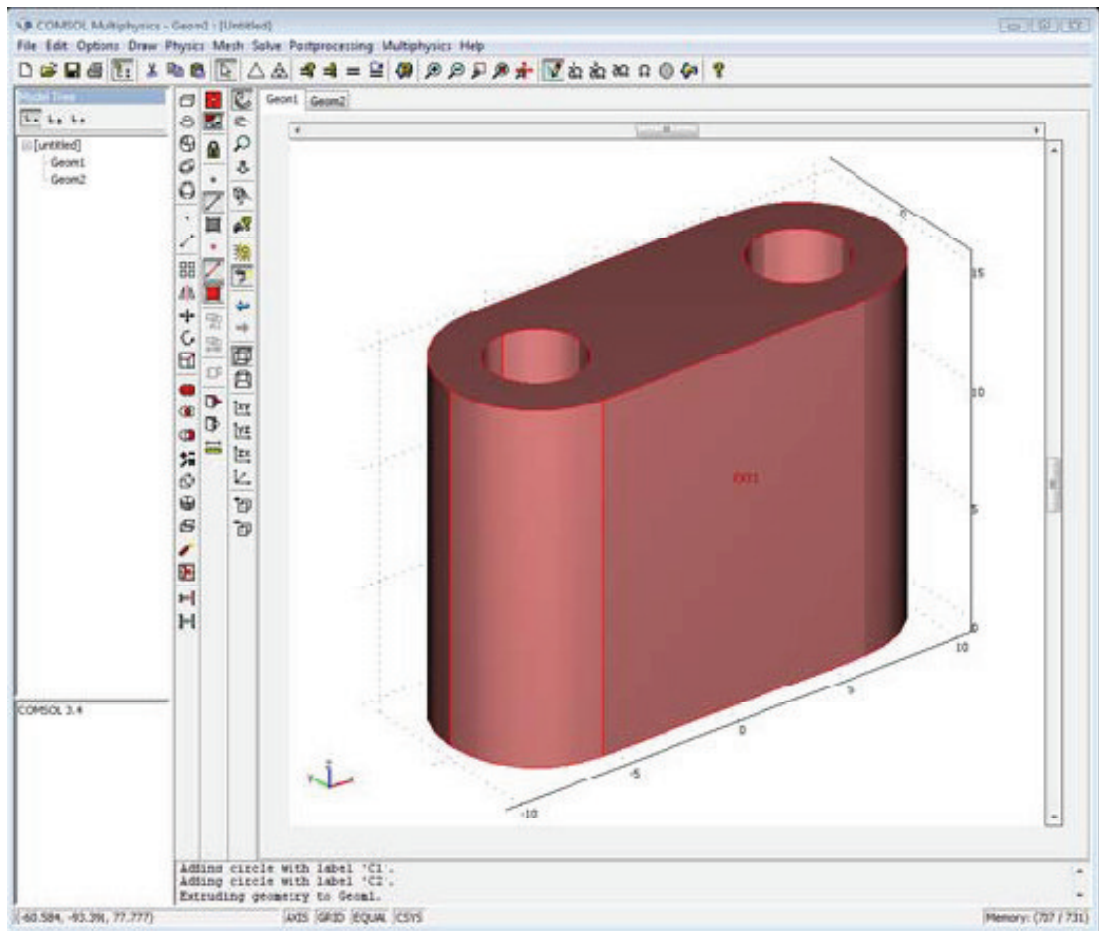 COMSOL Multiphysics - Geom1 : [Untitled]
File Edit Options Draw Physics Mesh Solve Postprocessing Multiphysics Help
Model Tree
Geom1 Geom2
[untitled]
Geom1
Geom2
0
15
10
5
0
10
5
0
-5
-10
z
y
x
COMSOL 3.4
Adding circle with label 'C1'.
Adding circle with label 'C2'.
Extruding geometry to Geom1.
(-60.584, -93.391, 77.777) AXIS GRID EQUAL CSYS Memory: (707 / 731)